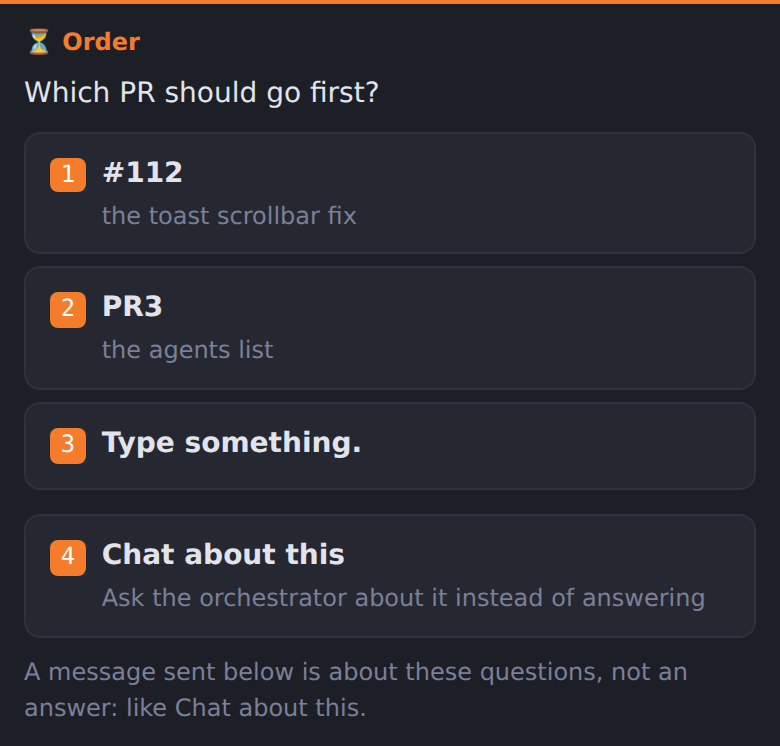 ⏳ Order
Which PR should go first?
1 #112
the toast scrollbar fix
2 PR3
the agents list
3 Type something.
4 Chat about this
Ask the orchestrator about it instead of answering
A message sent below is about these questions, not an
answer: like Chat about this.